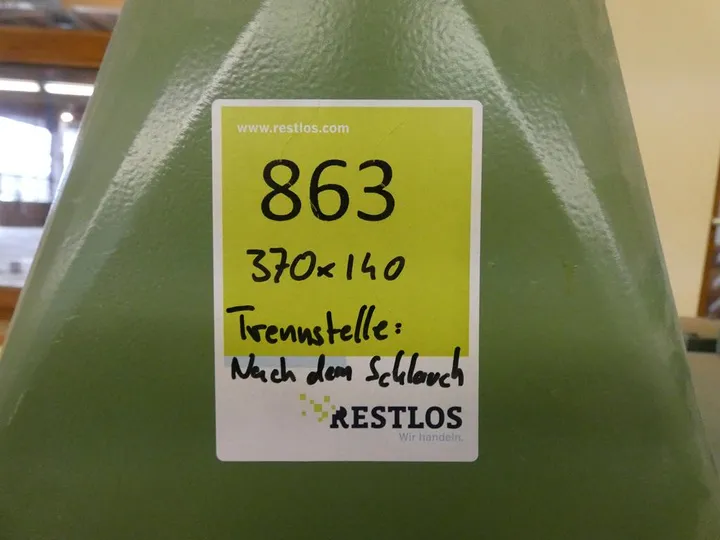 www.restlos.com
863
370x140
Trennstelle:
Nach dem Schlauch
RESTLOS
Wir handeln.